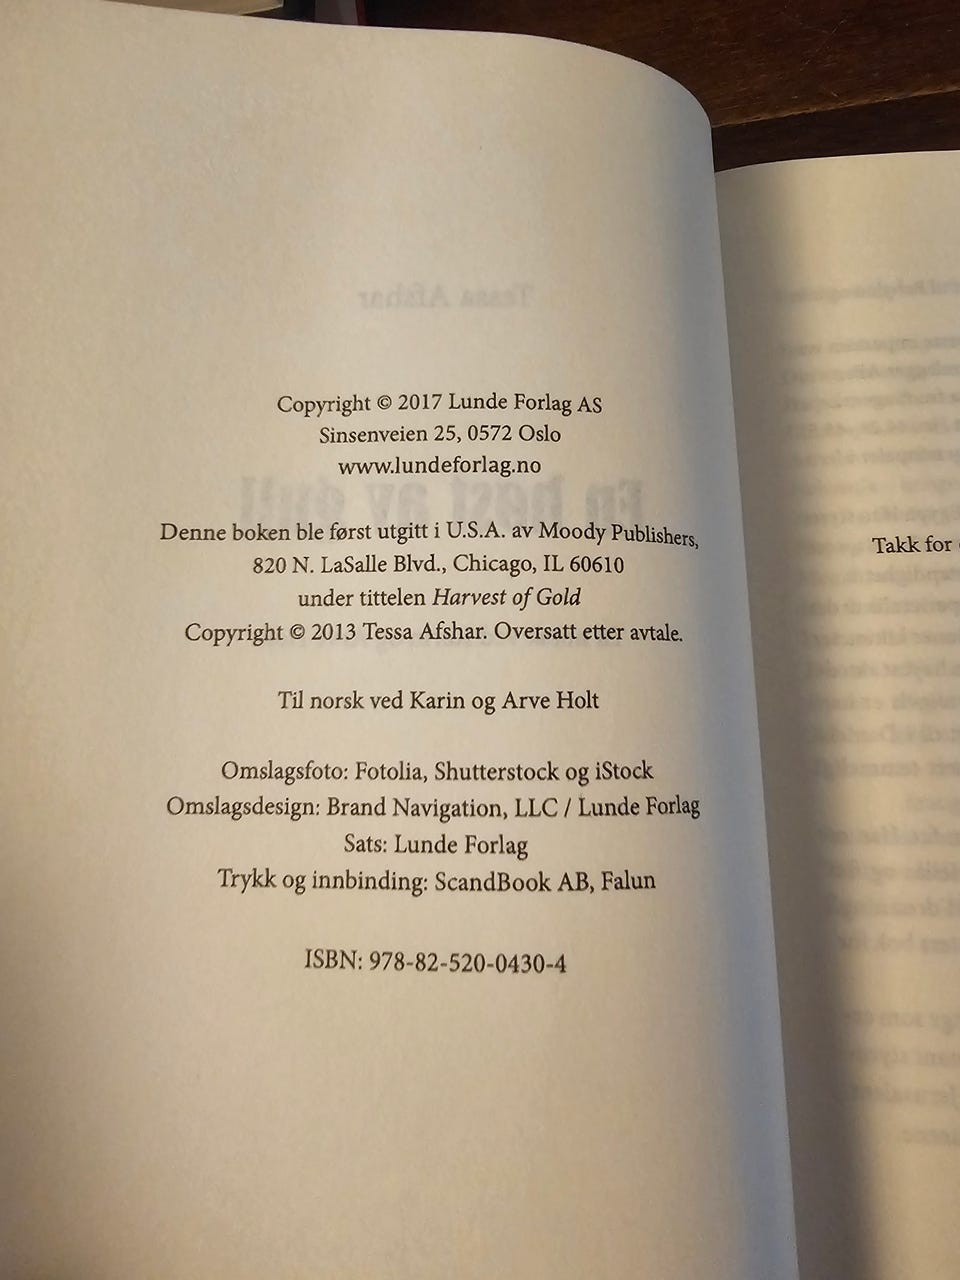 Copyright © 2017 Lunde Forlag AS
Sinsenveien 25, 0572 Oslo
www.lundeforlag.no
Denne boken ble først utgitt i U.S.A. av Moody Publishers,
820 N. LaSalle Blvd., Chicago, IL 60610
under tittelen Harvest of Gold
Copyright © 2013 Tessa Afshar. Oversatt etter avtale.
Til norsk ved Karin og Arve Holt
Omslagsfoto: Fotolia, Shutterstock og iStock
Omslagsdesign: Brand Navigation, LLC / Lunde Forlag
Sats: Lunde Forlag
Trykk og innbinding: ScandBook AB, Falun
ISBN: 978-82-520-0430-4
Takk for